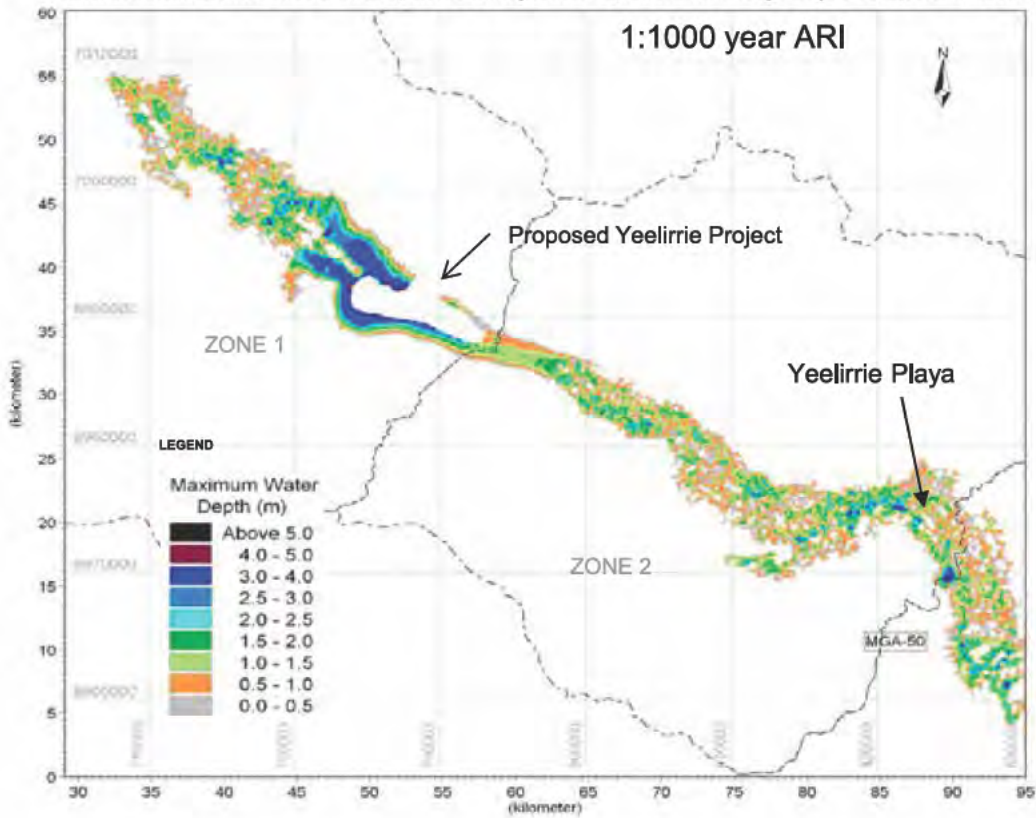 1:1000 year ARI
N
Proposed Yeelirrie Project
ZONE 1
Yeelirrie Playa
LEGEND
Maximum Water
Depth (m)
Above 5.0
4.0 - 5.0
3.0 - 4.0
2.5 - 3.0
2.0 - 2.5
1.5 - 2.0
1.0 - 1.5
0.5 - 1.0
0.0 - 0.5
ZONE 2
MGA-50
60
55
50
45
40
35
30
25
20
15
10
5
0
(kilometer)
30 35 40 45 50 55 60 65 70 75 80 85 90 95
(kilometer)